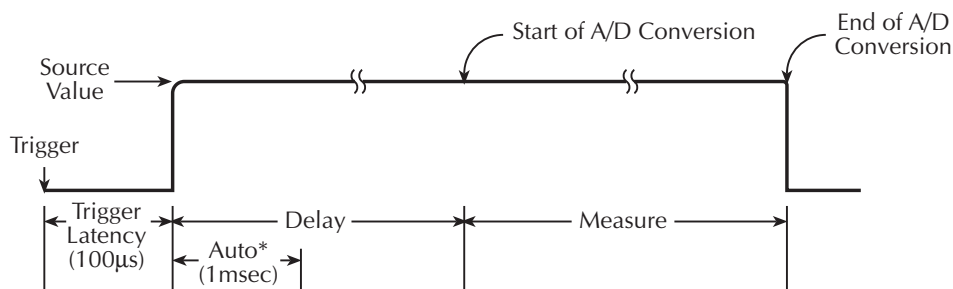 Start of A/D Conversion
End of A/D
Conversion
Source
Value
Trigger
Trigger
Latency
(100µs)
Delay
Measure
Auto*
(1msec)